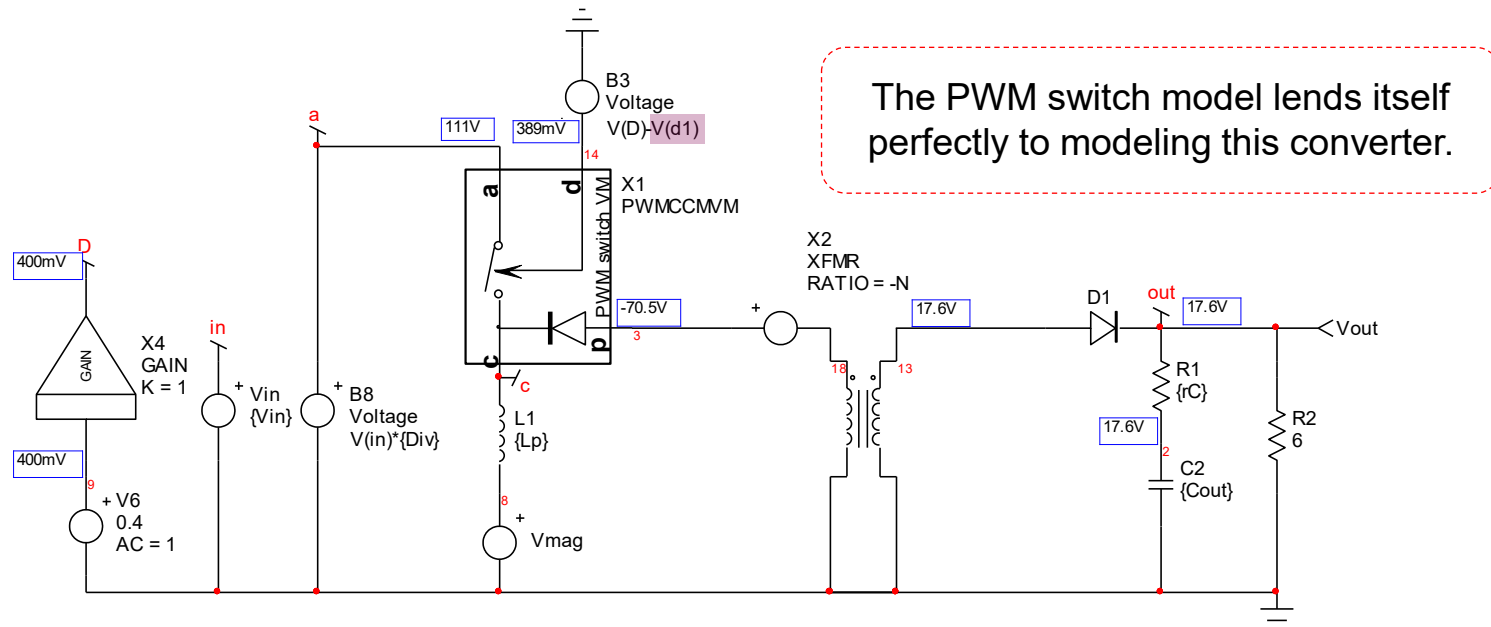 The PWM switch model lends itself
perfectly to modeling this converter.
B3
Voltage
V(D)-V(d1)
a
111V
389mV
14
a
d
X1
PWMCCMVM
PWM switch VM
p
c
c
-70.5V
3
X2
XFMR
RATIO = -N
+
17.6V
18
13
D1
out
17.6V
Vout
D
400mV
GAIN
X4
GAIN
K = 1
400mV
9
+
V6
0.4
AC = 1
in
+
Vin
{Vin}
+
B8
Voltage
V(in)*{Div}
L1
{Lp}
8
+
Vmag
R1
{rC}
17.6V
2
C2
{Cout}
R2
6